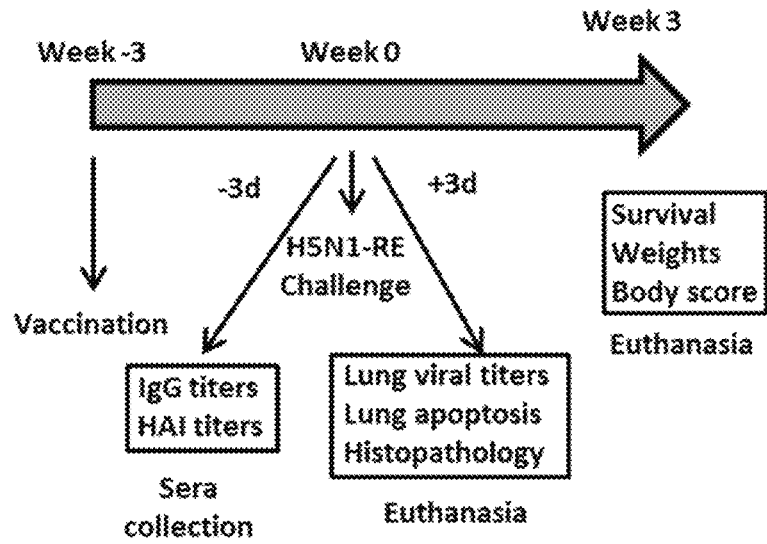 Week -3
Week 0
Week 3
-3d
+3d
H5N1-RE
Challenge
Vaccination
IgG titers
HAI titers
Sera
collection
Lung viral titers
Lung apoptosis
Histopathology
Euthanasia
Survival
Weights
Body score
Euthanasia